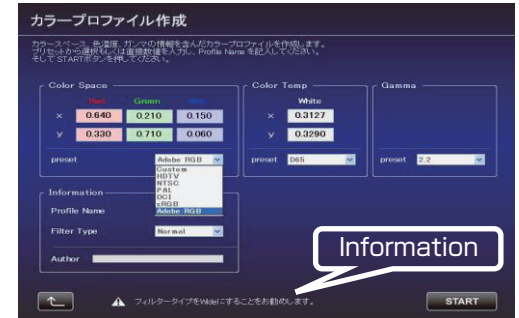 カラープロファイル作成
カラースペース、色温度、ガンマの情報を含んだカラープロファイルを作成します。
プリセットから選択もしくは直接数値を入力し、Profile Name を記入してください。
そして STARTボタンを押してください。
Color Space
Color Temp
Gamma
Red Green Blue
White
× 0.640 0.210 0.150
× 0.3127
y 0.330 0.710 0.060
y 0.3290
preset Adobe RGB
preset D65
preset 2.2
Custom
HDTV
NTSC
PAL
DCI
sRGB
Adobe RGB
Information
Profile Name
Filter Type Normal
Author
Information
フィルタータイプをWideにすることをお勧めします。
START